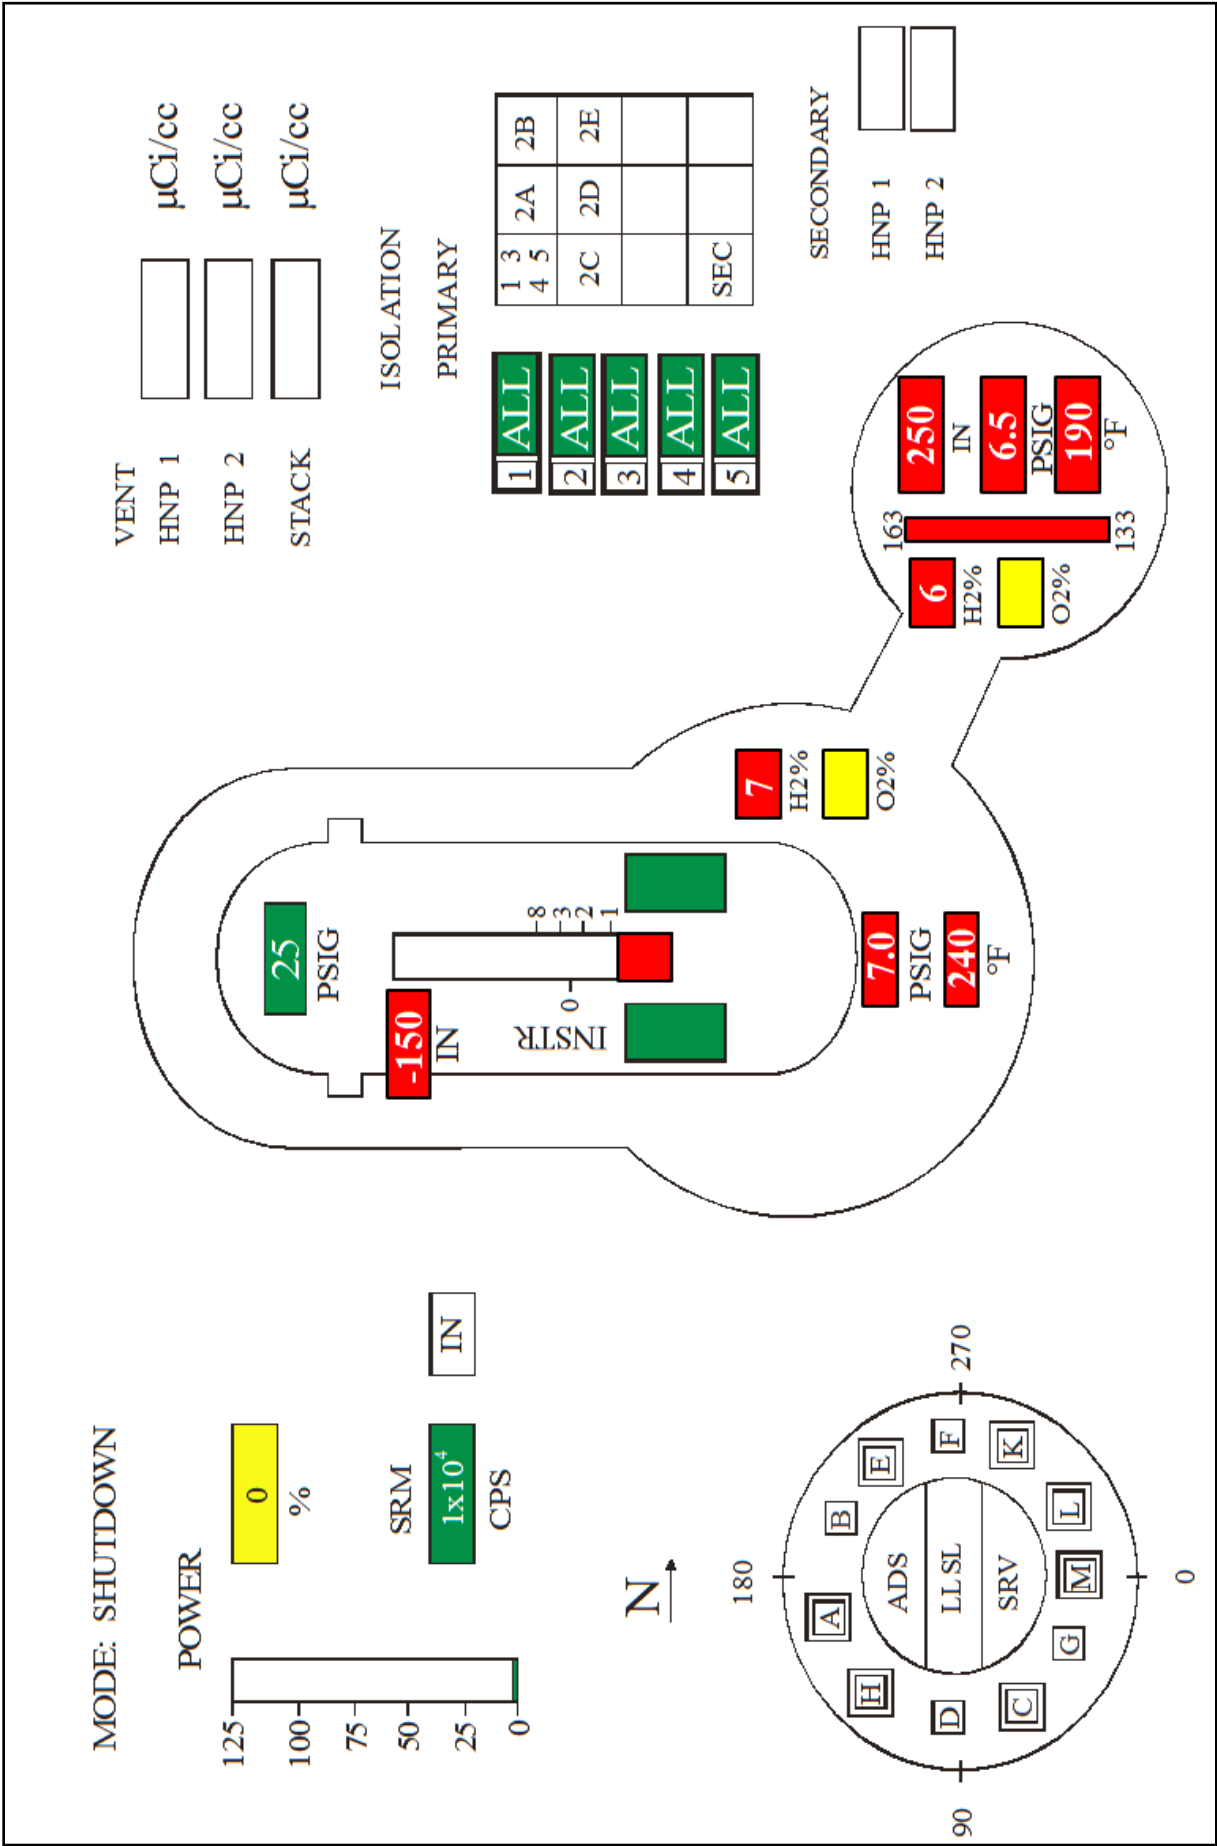 MODE: SHUTDOWN
POWER
125
100
75
50
25
0
0
%
SRM
1x10⁴
CPS
IN
N
180
270
0
90
A
B
E
F
K
L
M
G
C
D
H
ADS
LL SL
SRV
25
PSIG
-150
IN
INSTR
0
8
3
2
1
7.0
PSIG
240
°F
7
H2%
O2%
6
H2%
O2%
163
133
250
IN
6.5
PSIG
190
°F
VENT
HNP 1
µCi/cc
HNP 2
µCi/cc
STACK
µCi/cc
ISOLATION
PRIMARY
1 ALL
2 ALL
3 ALL
4 ALL
5 ALL
1 3
4 5
2A
2B
2C
2D
2E
SEC
SECONDARY
HNP 1
HNP 2